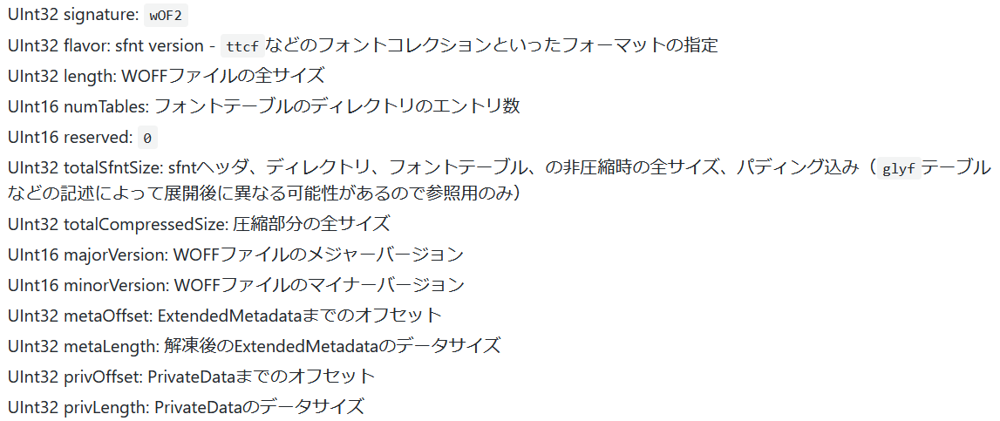 UInt32 signature: wOF2
UInt32 flavor: sfnt version - ttcfなどのフォントコレクションといったフォーマットの指定
UInt32 length: WOFFファイルの全サイズ
UInt16 numTables: フォントテーブルのディレクトリのエントリ数
UInt16 reserved: 0
UInt32 totalSfntSize: sfntヘッダ、ディレクトリ、フォントテーブル、の非圧縮時の全サイズ、パディング込み（glyfテーブル
などの記述によって展開後に異なる可能性があるので参照用のみ）
UInt32 totalCompressedSize: 圧縮部分の全サイズ
UInt16 majorVersion: WOFFファイルのメジャーバージョン
UInt16 minorVersion: WOFFファイルのマイナーバージョン
UInt32 metaOffset: ExtendedMetadataまでのオフセット
UInt32 metaLength: 解凍後のExtendedMetadataのデータサイズ
UInt32 privOffset: PrivateDataまでのオフセット
UInt32 privLength: PrivateDataのデータサイズ